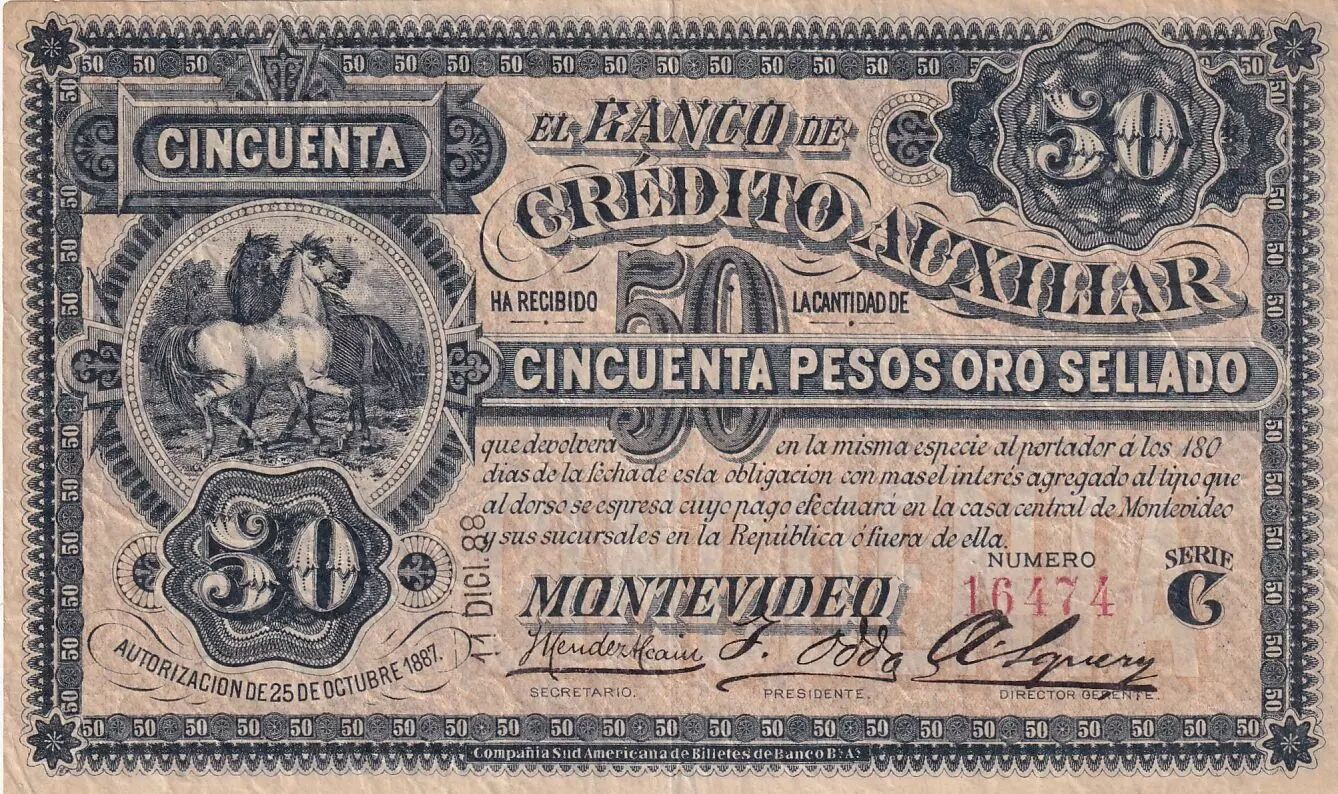 CINCUENTA
50
EL BANCO DE
CRÉDITO AUXILIAR
HA RECIBIDO 50 LA CANTIDAD DE
CINCUENTA PESOS ORO SELLADO
que devolverá en la misma especie al portador á los 180
dias de la fecha de esta obligacion con mas el interés agregado al tipo que
al dorso se espresa cuyo pago efectuará en la casa central de Montevideo
y sus sucursales en la República ó fuera de ella.
11 DICI. 88
NUMERO
16474
SERIE
C
MONTEVIDEO
50
AUTORIZACION DE 25 DE OCTUBRE 1887.
F. Odda
SECRETARIO.
PRESIDENTE.
DIRECTOR GERENTE.
Compañia Sud Americana de Billetes de Banco Bs. As.